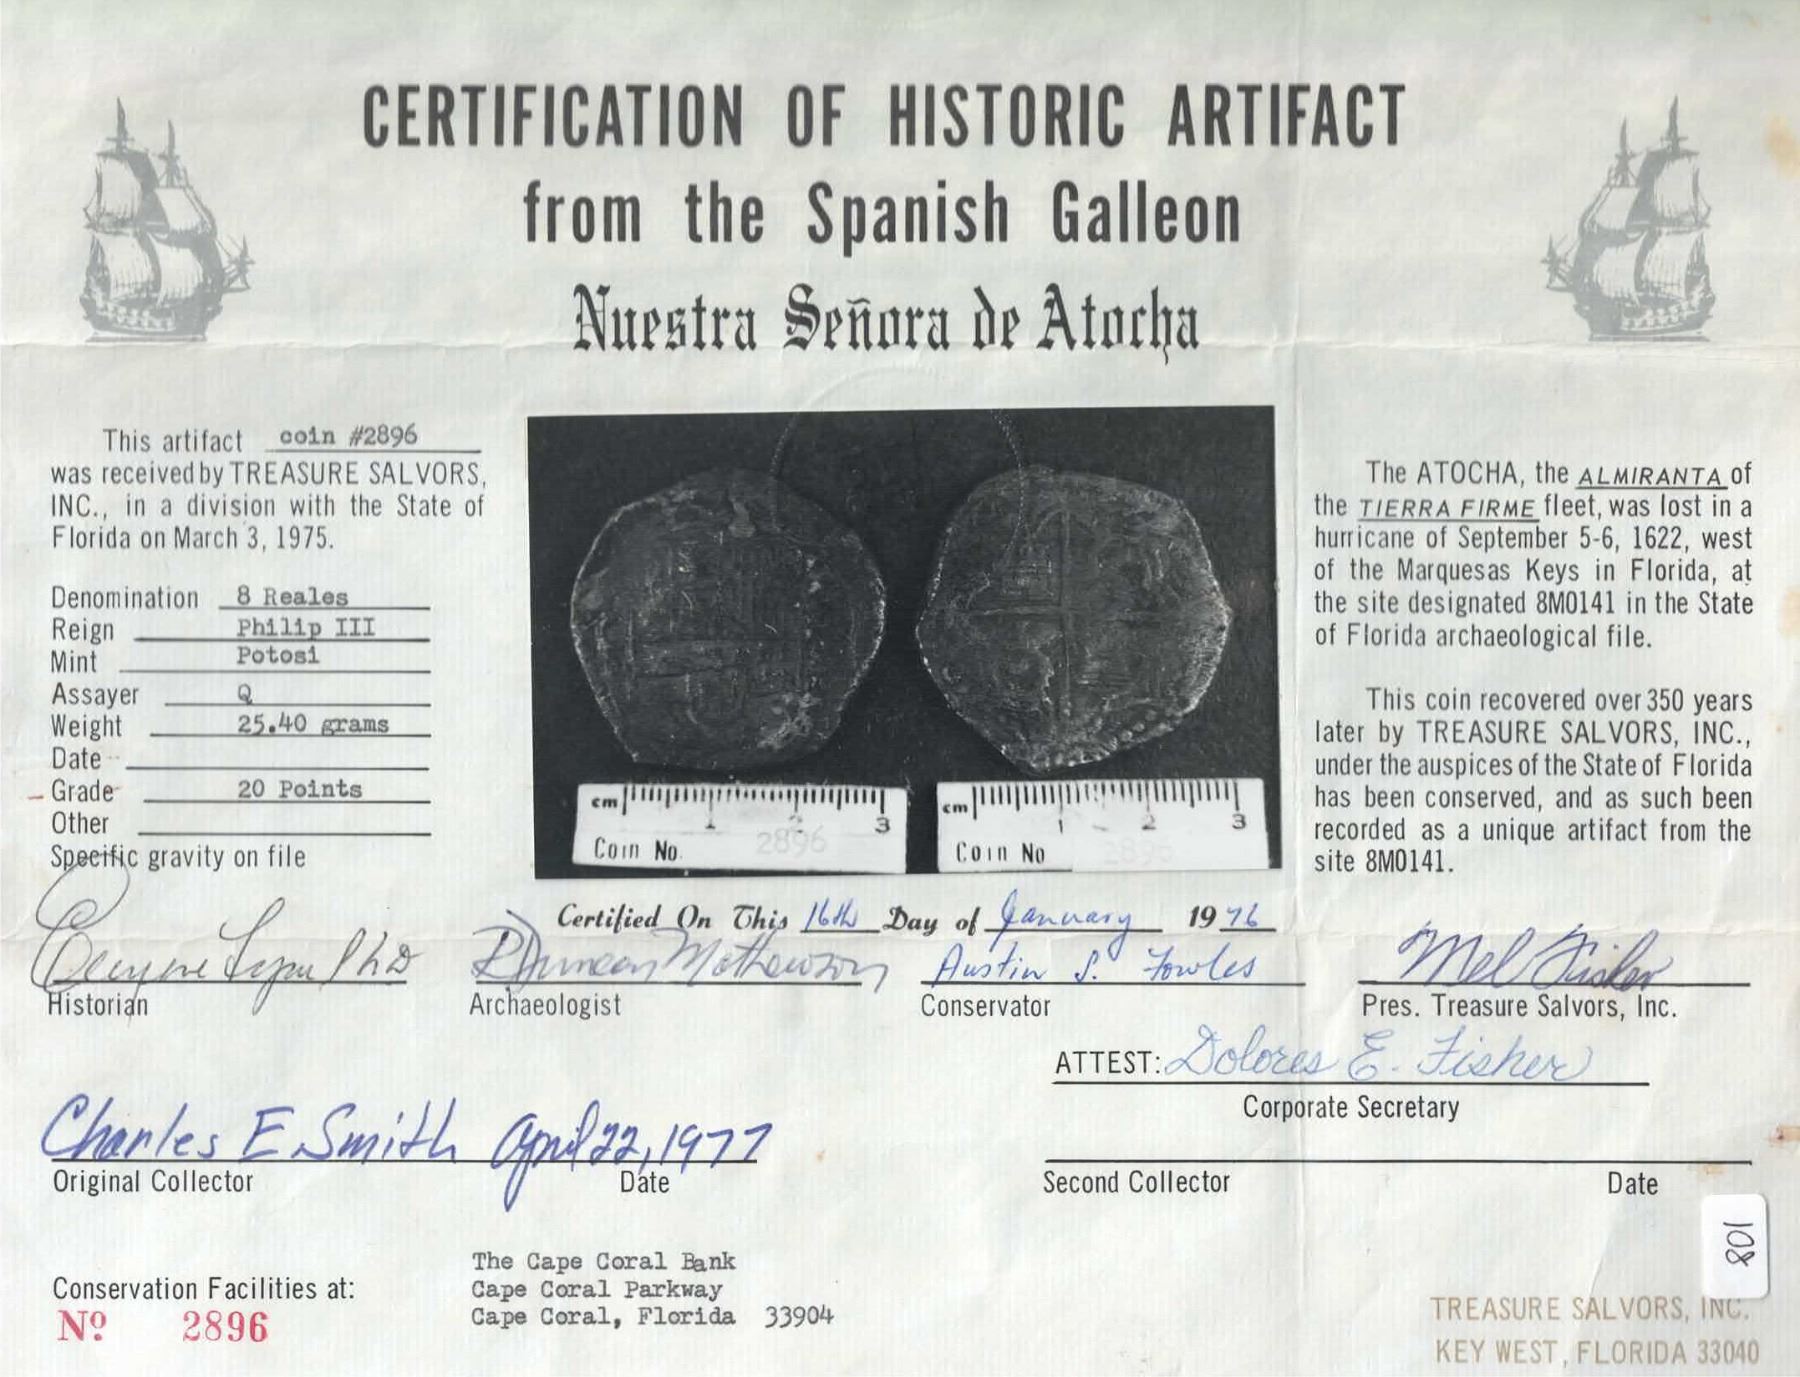 CERTIFICATION OF HISTORIC ARTIFACT
from the Spanish Galleon
Nuestra Señora de Atocha
This artifact coin #2896
was received by TREASURE SALVORS,
INC., in a division with the State of
Florida on March 3, 1975.
Denomination 8 Reales
Reign Philip III
Mint Potosi
Assayer Q
Weight 25.40 grams
Date
Grade 20 Points
Other
Specific gravity on file
cm 1 2 3
Coin No. 2896
cm 1 2 3
Coin No 2896
The ATOCHA, the ALMIRANTA of
the TIERRA FIRME fleet, was lost in a
hurricane of September 5-6, 1622, west
of the Marquesas Keys in Florida, at
the site designated 8M0141 in the State
of Florida archaeological file.
This coin recovered over 350 years
later by TREASURE SALVORS, INC.,
under the auspices of the State of Florida
has been conserved, and as such been
recorded as a unique artifact from the
site 8M0141.
Certified On This 16th Day of January 1976
Eugene Lyon PhD
Historian
R Duncan Mathewson
Archaeologist
Austin S. Fowles
Conservator
Mel Fisher
Pres. Treasure Salvors, Inc.
ATTEST: Dolores E. Fisher
Corporate Secretary
Charles E Smith April 22, 1977
Original Collector Date
Second Collector Date
801
Conservation Facilities at:
Nº 2896
The Cape Coral Bank
Cape Coral Parkway
Cape Coral, Florida 33904
TREASURE SALVORS, INC.
KEY WEST, FLORIDA 33040